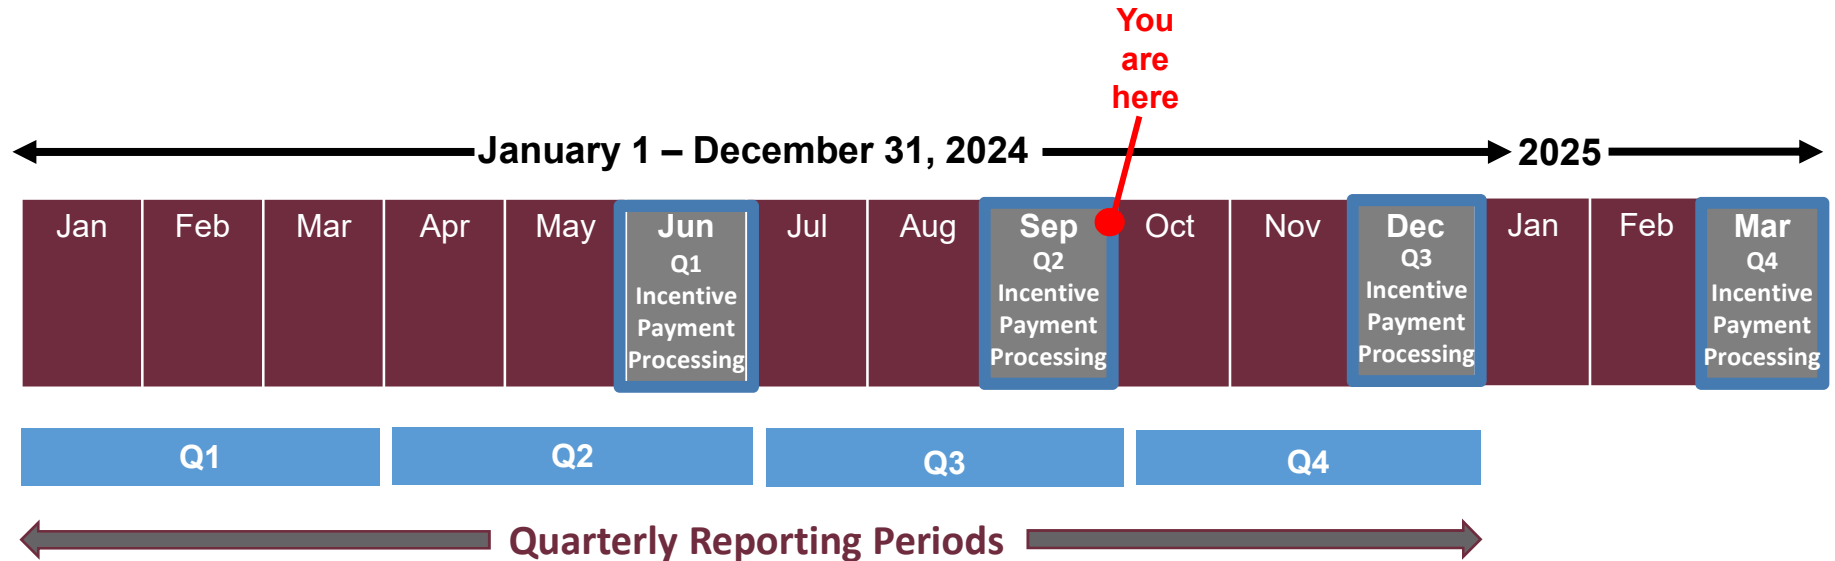 You
are
here
January 1 – December 31, 2024
2025
Jan
Feb
Mar
Apr
May
Jun
Q1
Incentive
Payment
Processing
Jul
Aug
Sep
Q2
Incentive
Payment
Processing
Oct
Nov
Dec
Q3
Incentive
Payment
Processing
Jan
Feb
Mar
Q4
Incentive
Payment
Processing
Q1
Q2
Q3
Q4
Quarterly Reporting Periods